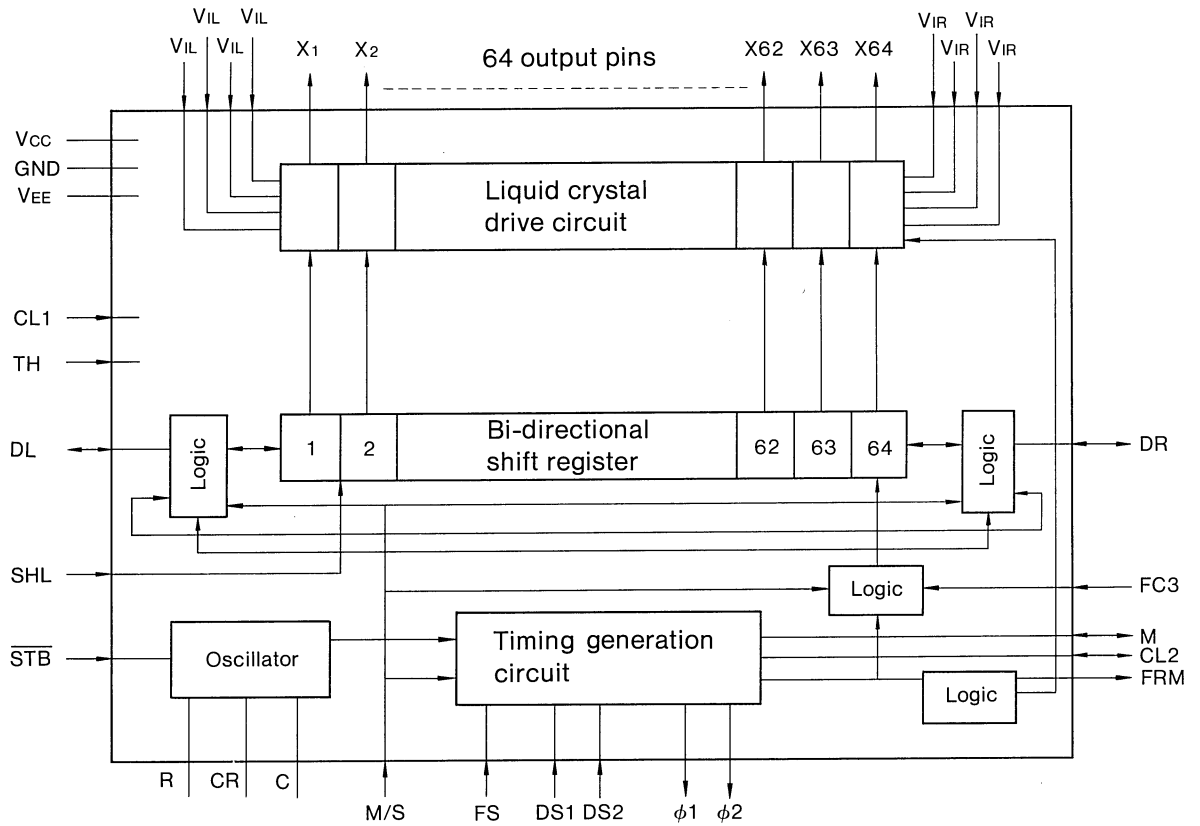 VIL VIL VIL VIL
X1 X2 64 output pins X62 X63 X64
VIR VIR VIR VIR
VCC
GND
VEE
Liquid crystal
drive circuit
CL1
TH
DL
Logic
1 2
Bi-directional
shift register
62 63 64
Logic
DR
SHL
Logic
FC3
STB
Oscillator
Timing generation
circuit
M
CL2
FRM
Logic
R CR C
M/S FS DS1 DS2 ϕ1 ϕ2